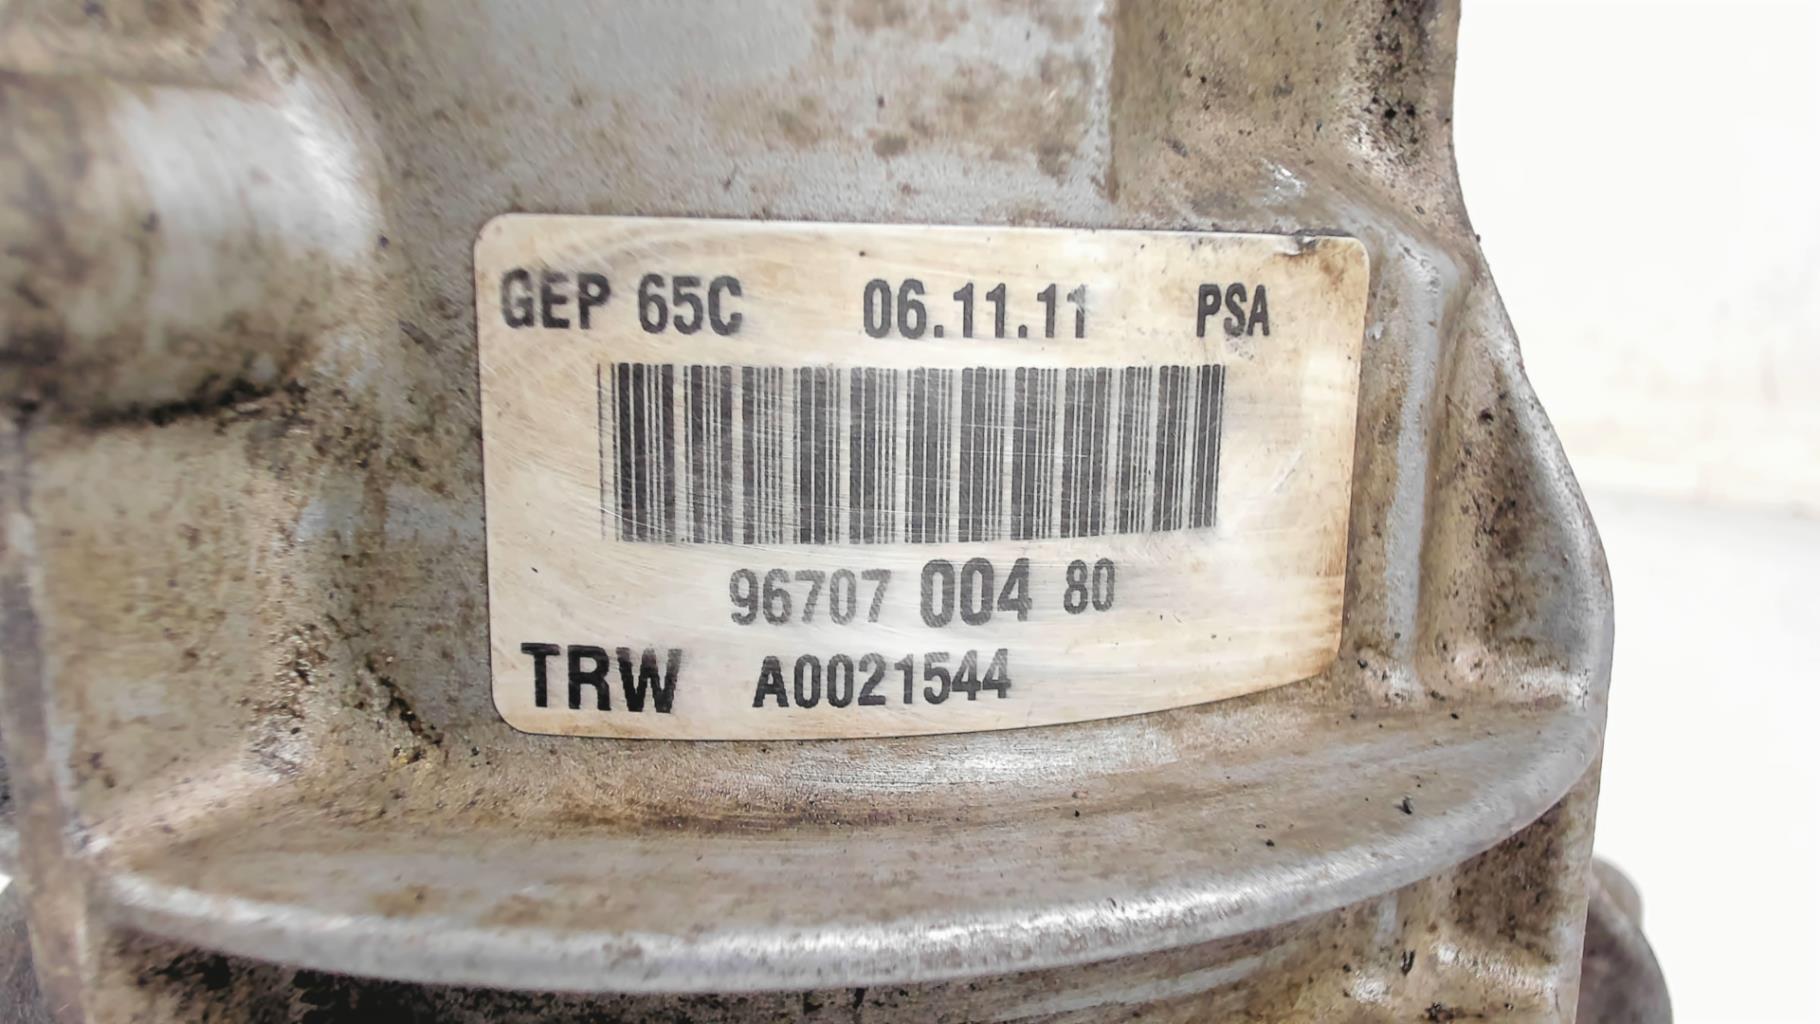 GEP 65C 06.11.11 PSA
96707 004 80
TRW A0021544